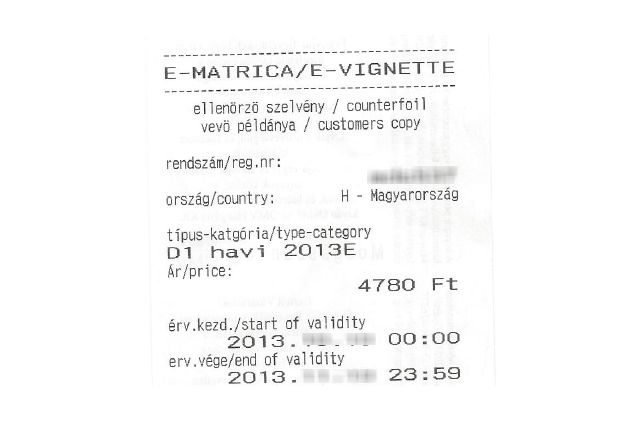 E-MATRICA/E-VIGNETTE
ellenörzö szelvény / counterfoil
vevö példánya / customers copy
rendszám/reg.nr:
ország/country: H - Magyarország
típus-katgória/type-category
D1 havi 2013E
Ár/price:
4780 Ft
érv.kezd./start of validity
2013. 00:00
erv.vége/end of validity
2013. 23:59